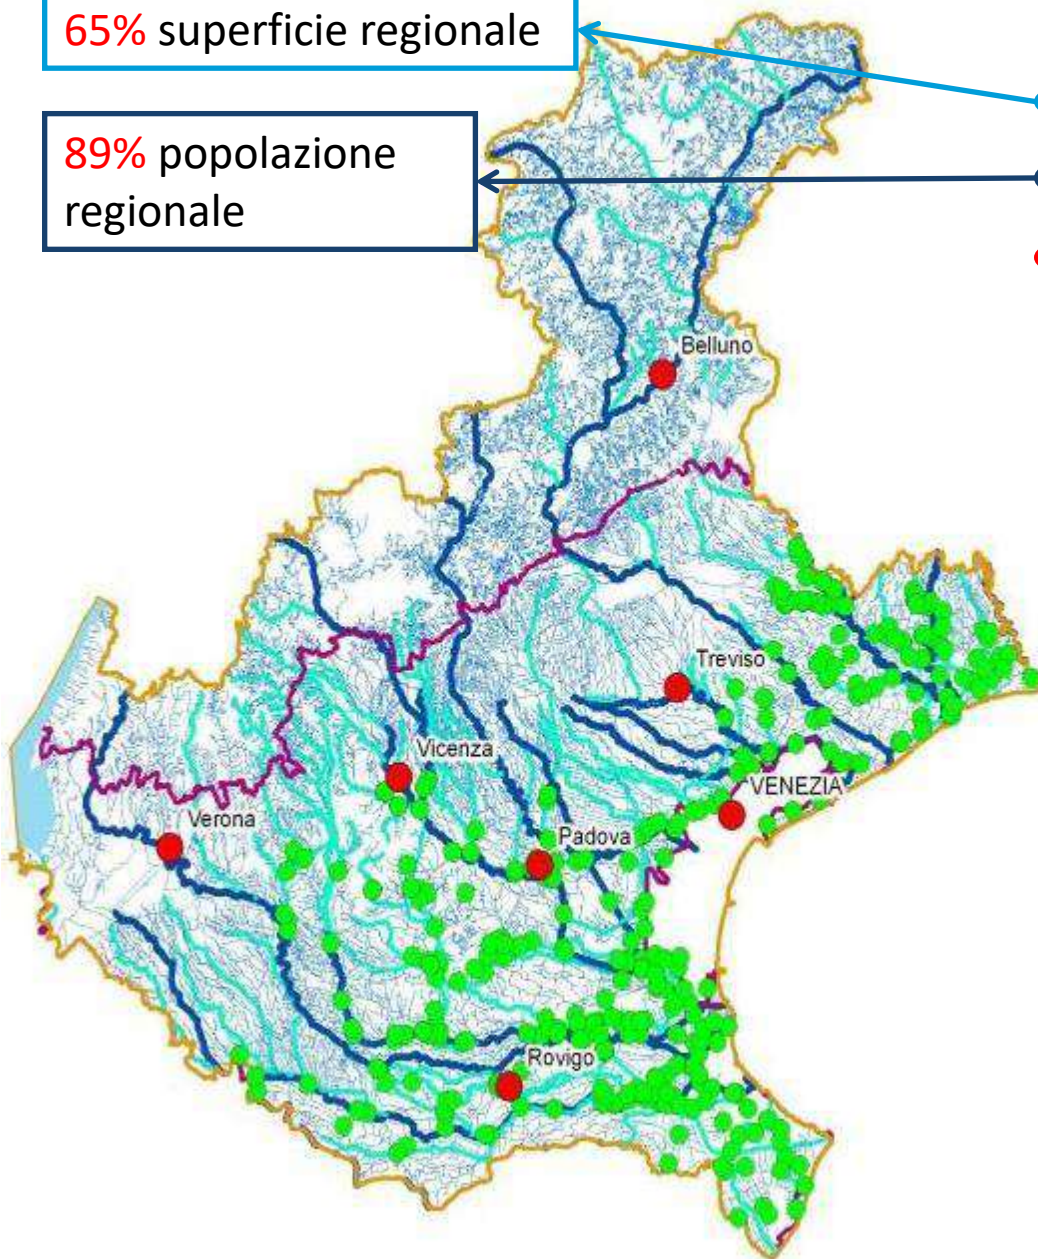 65% superficie regionale
89% popolazione
regionale
Belluno
Treviso
Vicenza
VENEZIA
Verona
Padova
Rovigo